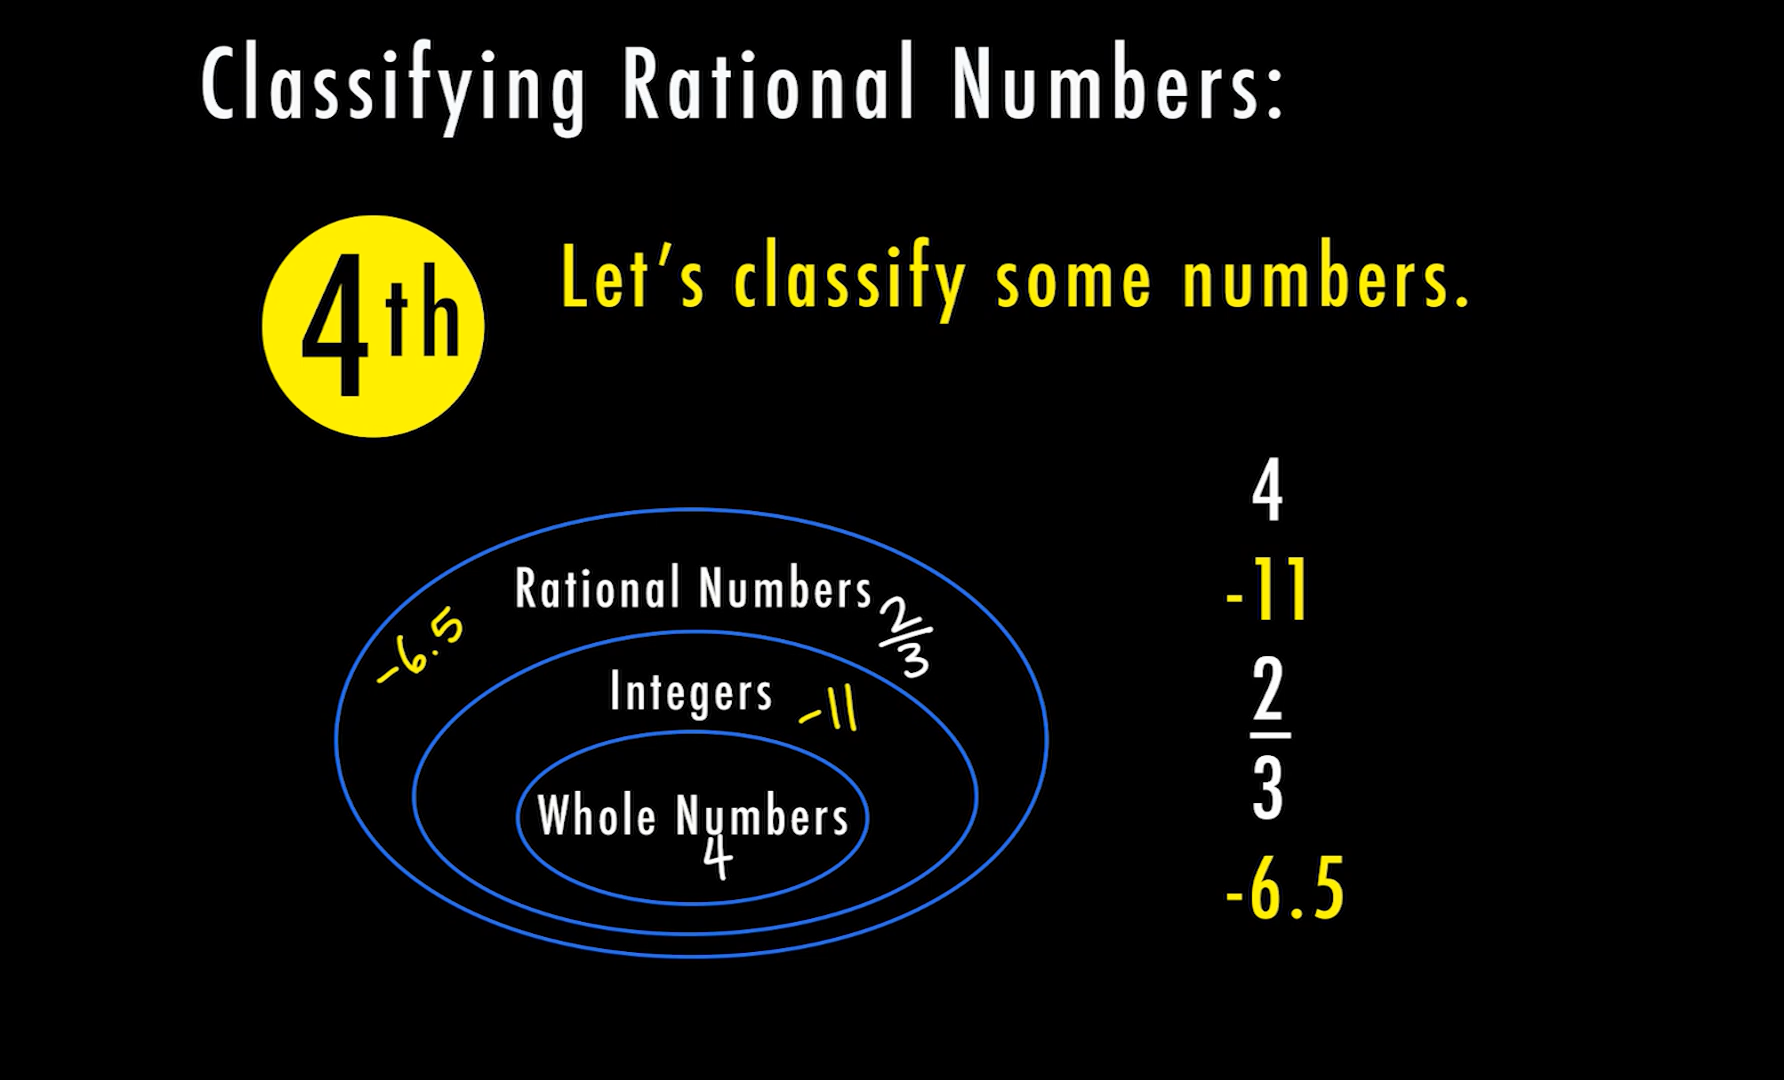 Classifying Rational Numbers:
4th
Let's classify some numbers.
4
-11
2
3
-6.5
Rational Numbers
-6.5
2/3
Integers
-11
Whole Numbers
4